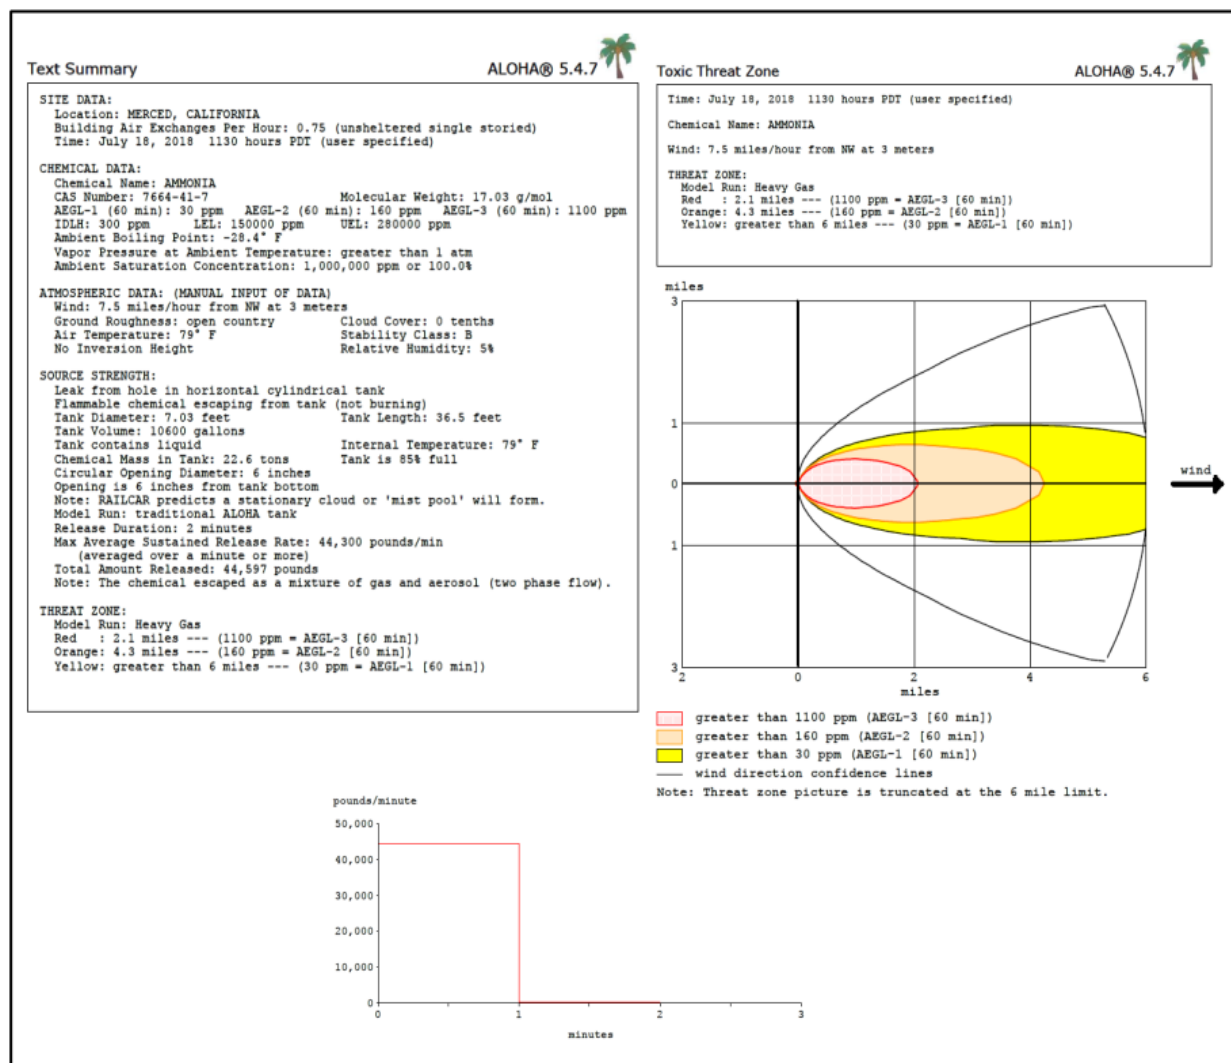 Text Summary ALOHA® 5.4.7
SITE DATA:
Location: MERCED, CALIFORNIA
Building Air Exchanges Per Hour: 0.75 (unsheltered single storied)
Time: July 18, 2018 1130 hours PDT (user specified)
CHEMICAL DATA:
Chemical Name: AMMONIA
CAS Number: 7664-41-7 Molecular Weight: 17.03 g/mol
AEGL-1 (60 min): 30 ppm AEGL-2 (60 min): 160 ppm AEGL-3 (60 min): 1100 ppm
IDLH: 300 ppm LEL: 150000 ppm UEL: 280000 ppm
Ambient Boiling Point: -28.4° F
Vapor Pressure at Ambient Temperature: greater than 1 atm
Ambient Saturation Concentration: 1,000,000 ppm or 100.0%
ATMOSPHERIC DATA: (MANUAL INPUT OF DATA)
Wind: 7.5 miles/hour from NW at 3 meters
Ground Roughness: open country Cloud Cover: 0 tenths
Air Temperature: 79° F Stability Class: B
No Inversion Height Relative Humidity: 5%
SOURCE STRENGTH:
Leak from hole in horizontal cylindrical tank
Flammable chemical escaping from tank (not burning)
Tank Diameter: 7.03 feet Tank Length: 36.5 feet
Tank Volume: 10600 gallons
Tank contains liquid Internal Temperature: 79° F
Chemical Mass in Tank: 22.6 tons Tank is 85% full
Circular Opening Diameter: 6 inches
Opening is 6 inches from tank bottom
Note: RAILCAR predicts a stationary cloud or 'mist pool' will form.
Model Run: traditional ALOHA tank
Release Duration: 2 minutes
Max Average Sustained Release Rate: 44,300 pounds/min
(averaged over a minute or more)
Total Amount Released: 44,597 pounds
Note: The chemical escaped as a mixture of gas and aerosol (two phase flow).
THREAT ZONE:
Model Run: Heavy Gas
Red : 2.1 miles --- (1100 ppm = AEGL-3 [60 min])
Orange: 4.3 miles --- (160 ppm = AEGL-2 [60 min])
Yellow: greater than 6 miles --- (30 ppm = AEGL-1 [60 min])
Toxic Threat Zone ALOHA® 5.4.7
Time: July 18, 2018 1130 hours PDT (user specified)
Chemical Name: AMMONIA
Wind: 7.5 miles/hour from NW at 3 meters
THREAT ZONE:
Model Run: Heavy Gas
Red : 2.1 miles --- (1100 ppm = AEGL-3 [60 min])
Orange: 4.3 miles --- (160 ppm = AEGL-2 [60 min])
Yellow: greater than 6 miles --- (30 ppm = AEGL-1 [60 min])
miles
3
1
0
1
3
wind
2 0 2 4 6
miles
greater than 1100 ppm (AEGL-3 [60 min])
greater than 160 ppm (AEGL-2 [60 min])
greater than 30 ppm (AEGL-1 [60 min])
wind direction confidence lines
Note: Threat zone picture is truncated at the 6 mile limit.
pounds/minute
50,000
40,000
30,000
20,000
10,000
0
0 1 2 3
minutes